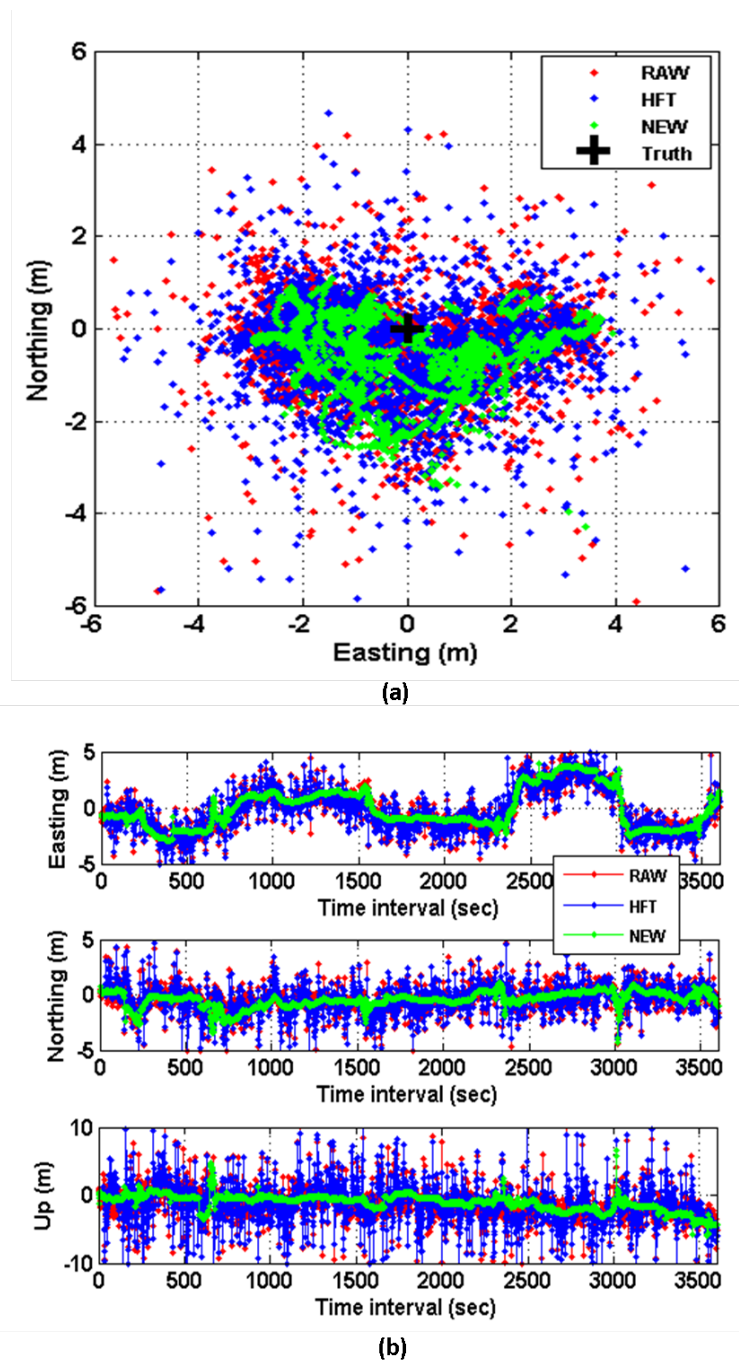 6
4
2
0
-2
-4
-6
Northing (m)
RAW
HFT
NEW
Truth
-6 -4 -2 0 2 4 6
Easting (m)
(a)
5
0
-5
Easting (m)
0 500 1000 1500 2000 2500 3000 3500
Time interval (sec)
RAW
HFT
NEW
5
0
-5
Northing (m)
0 500 1000 1500 2000 2500 3000 3500
Time interval (sec)
10
0
-10
Up (m)
0 500 1000 1500 2000 2500 3000 3500
Time interval (sec)
(b)